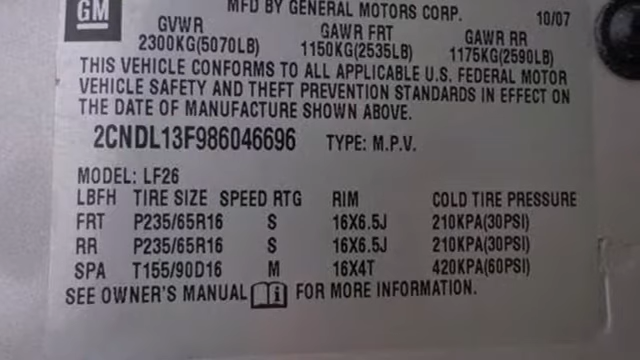 GM
MFD BY GENERAL MOTORS CORP. 10/07
GVWR GAWR FRT GAWR RR
2300KG(5070LB) 1150KG(2535LB) 1175KG(2590LB)
THIS VEHICLE CONFORMS TO ALL APPLICABLE U.S. FEDERAL MOTOR
VEHICLE SAFETY AND THEFT PREVENTION STANDARDS IN EFFECT ON
THE DATE OF MANUFACTURE SHOWN ABOVE.
2CNDL13F986046696 TYPE: M.P.V.
MODEL: LF26
LBFH TIRE SIZE SPEED RTG RIM COLD TIRE PRESSURE
FRT P235/65R16 S 16X6.5J 210KPA(30PSI)
RR P235/65R16 S 16X6.5J 210KPA(30PSI)
SPA T155/90D16 M 16X4T 420KPA(60PSI)
SEE OWNER'S MANUAL i FOR MORE INFORMATION.